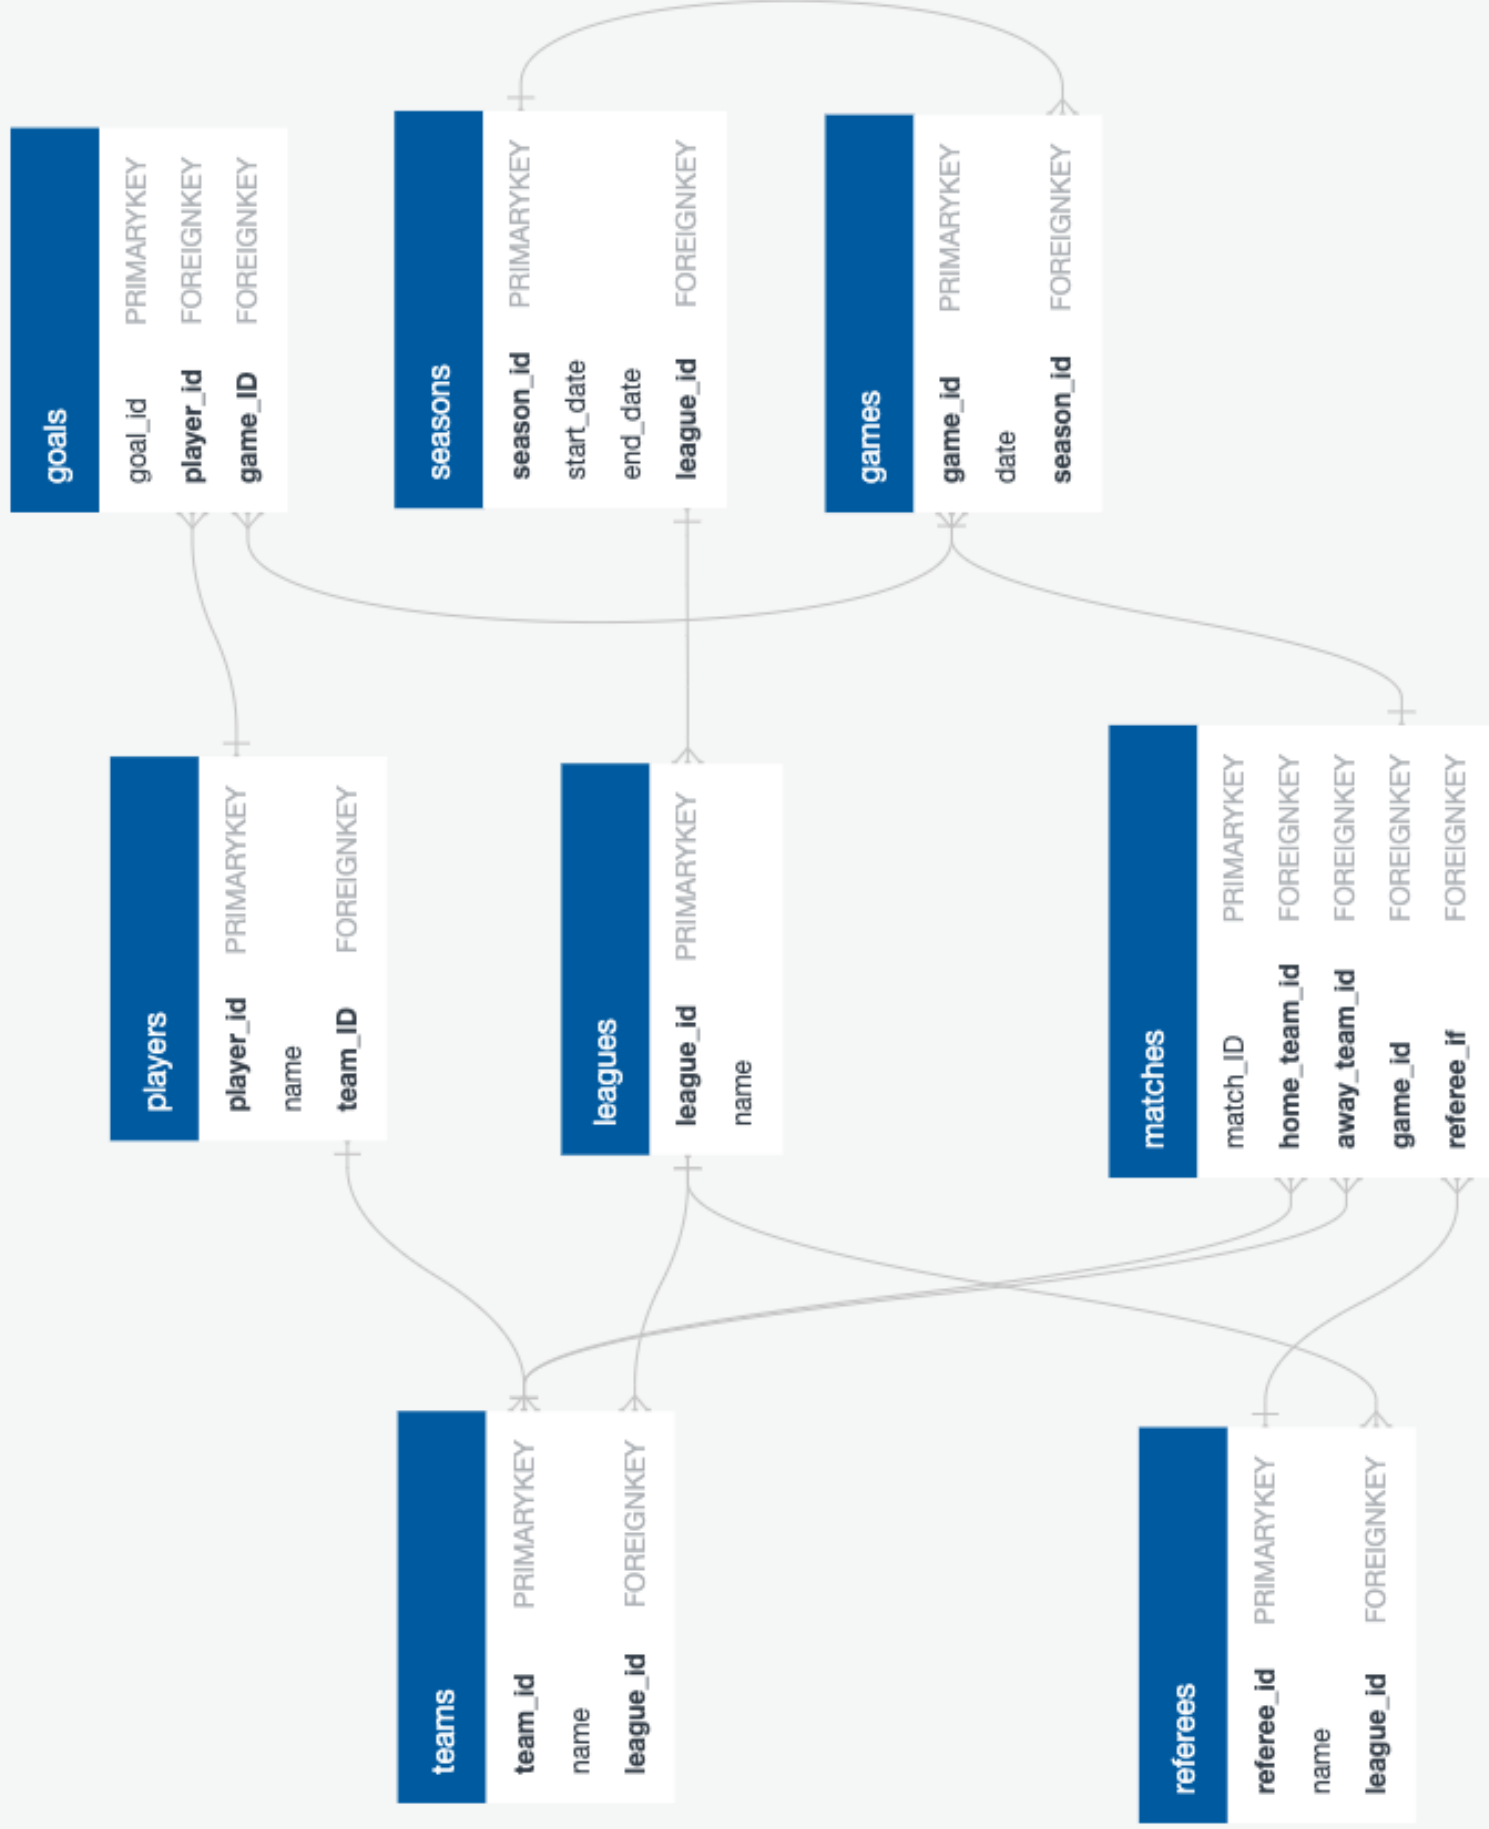 teams
team_id PRIMARYKEY
name
league_id FOREIGNKEY
players
player_id PRIMARYKEY
name
team_ID FOREIGNKEY
goals
goal_id PRIMARYKEY
player_id FOREIGNKEY
game_ID FOREIGNKEY
leagues
league_id PRIMARYKEY
name
seasons
season_id PRIMARYKEY
start_date
end_date
league_id FOREIGNKEY
games
game_id PRIMARYKEY
date
season_id FOREIGNKEY
referees
referee_id PRIMARYKEY
name
league_id FOREIGNKEY
matches
match_ID PRIMARYKEY
home_team_id FOREIGNKEY
away_team_id FOREIGNKEY
game_id FOREIGNKEY
referee_if FOREIGNKEY